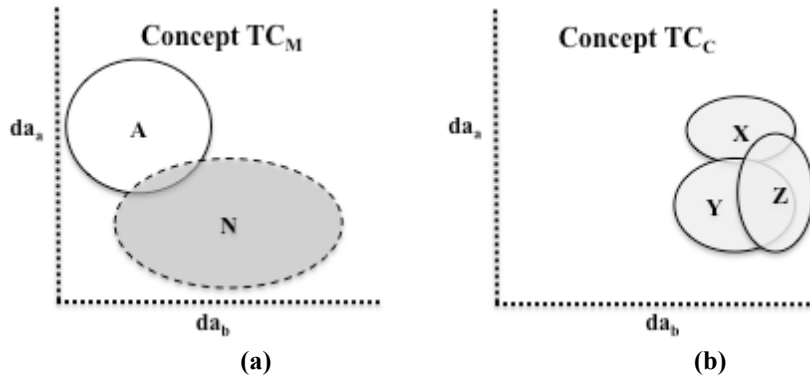 Concept TC_M
da_a
A
N
da_b
(a)
Concept TC_C
da_a
X
Y
Z
da_b
(b)